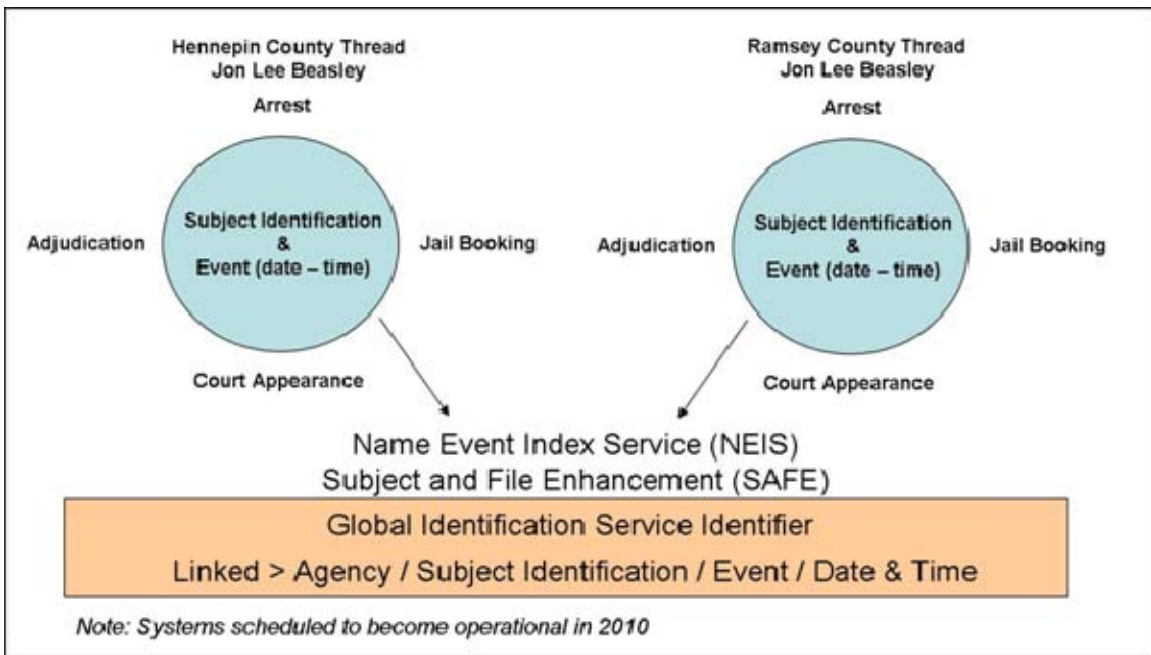 Hennepin County Thread
Jon Lee Beasley
Arrest
Subject Identification
&
Event (date – time)
Adjudication
Jail Booking
Court Appearance
Ramsey County Thread
Jon Lee Beasley
Arrest
Subject Identification
&
Event (date – time)
Adjudication
Jail Booking
Court Appearance
Name Event Index Service (NEIS)
Subject and File Enhancement (SAFE)
Global Identification Service Identifier
Linked > Agency / Subject Identification / Event / Date & Time
Note: Systems scheduled to become operational in 2010